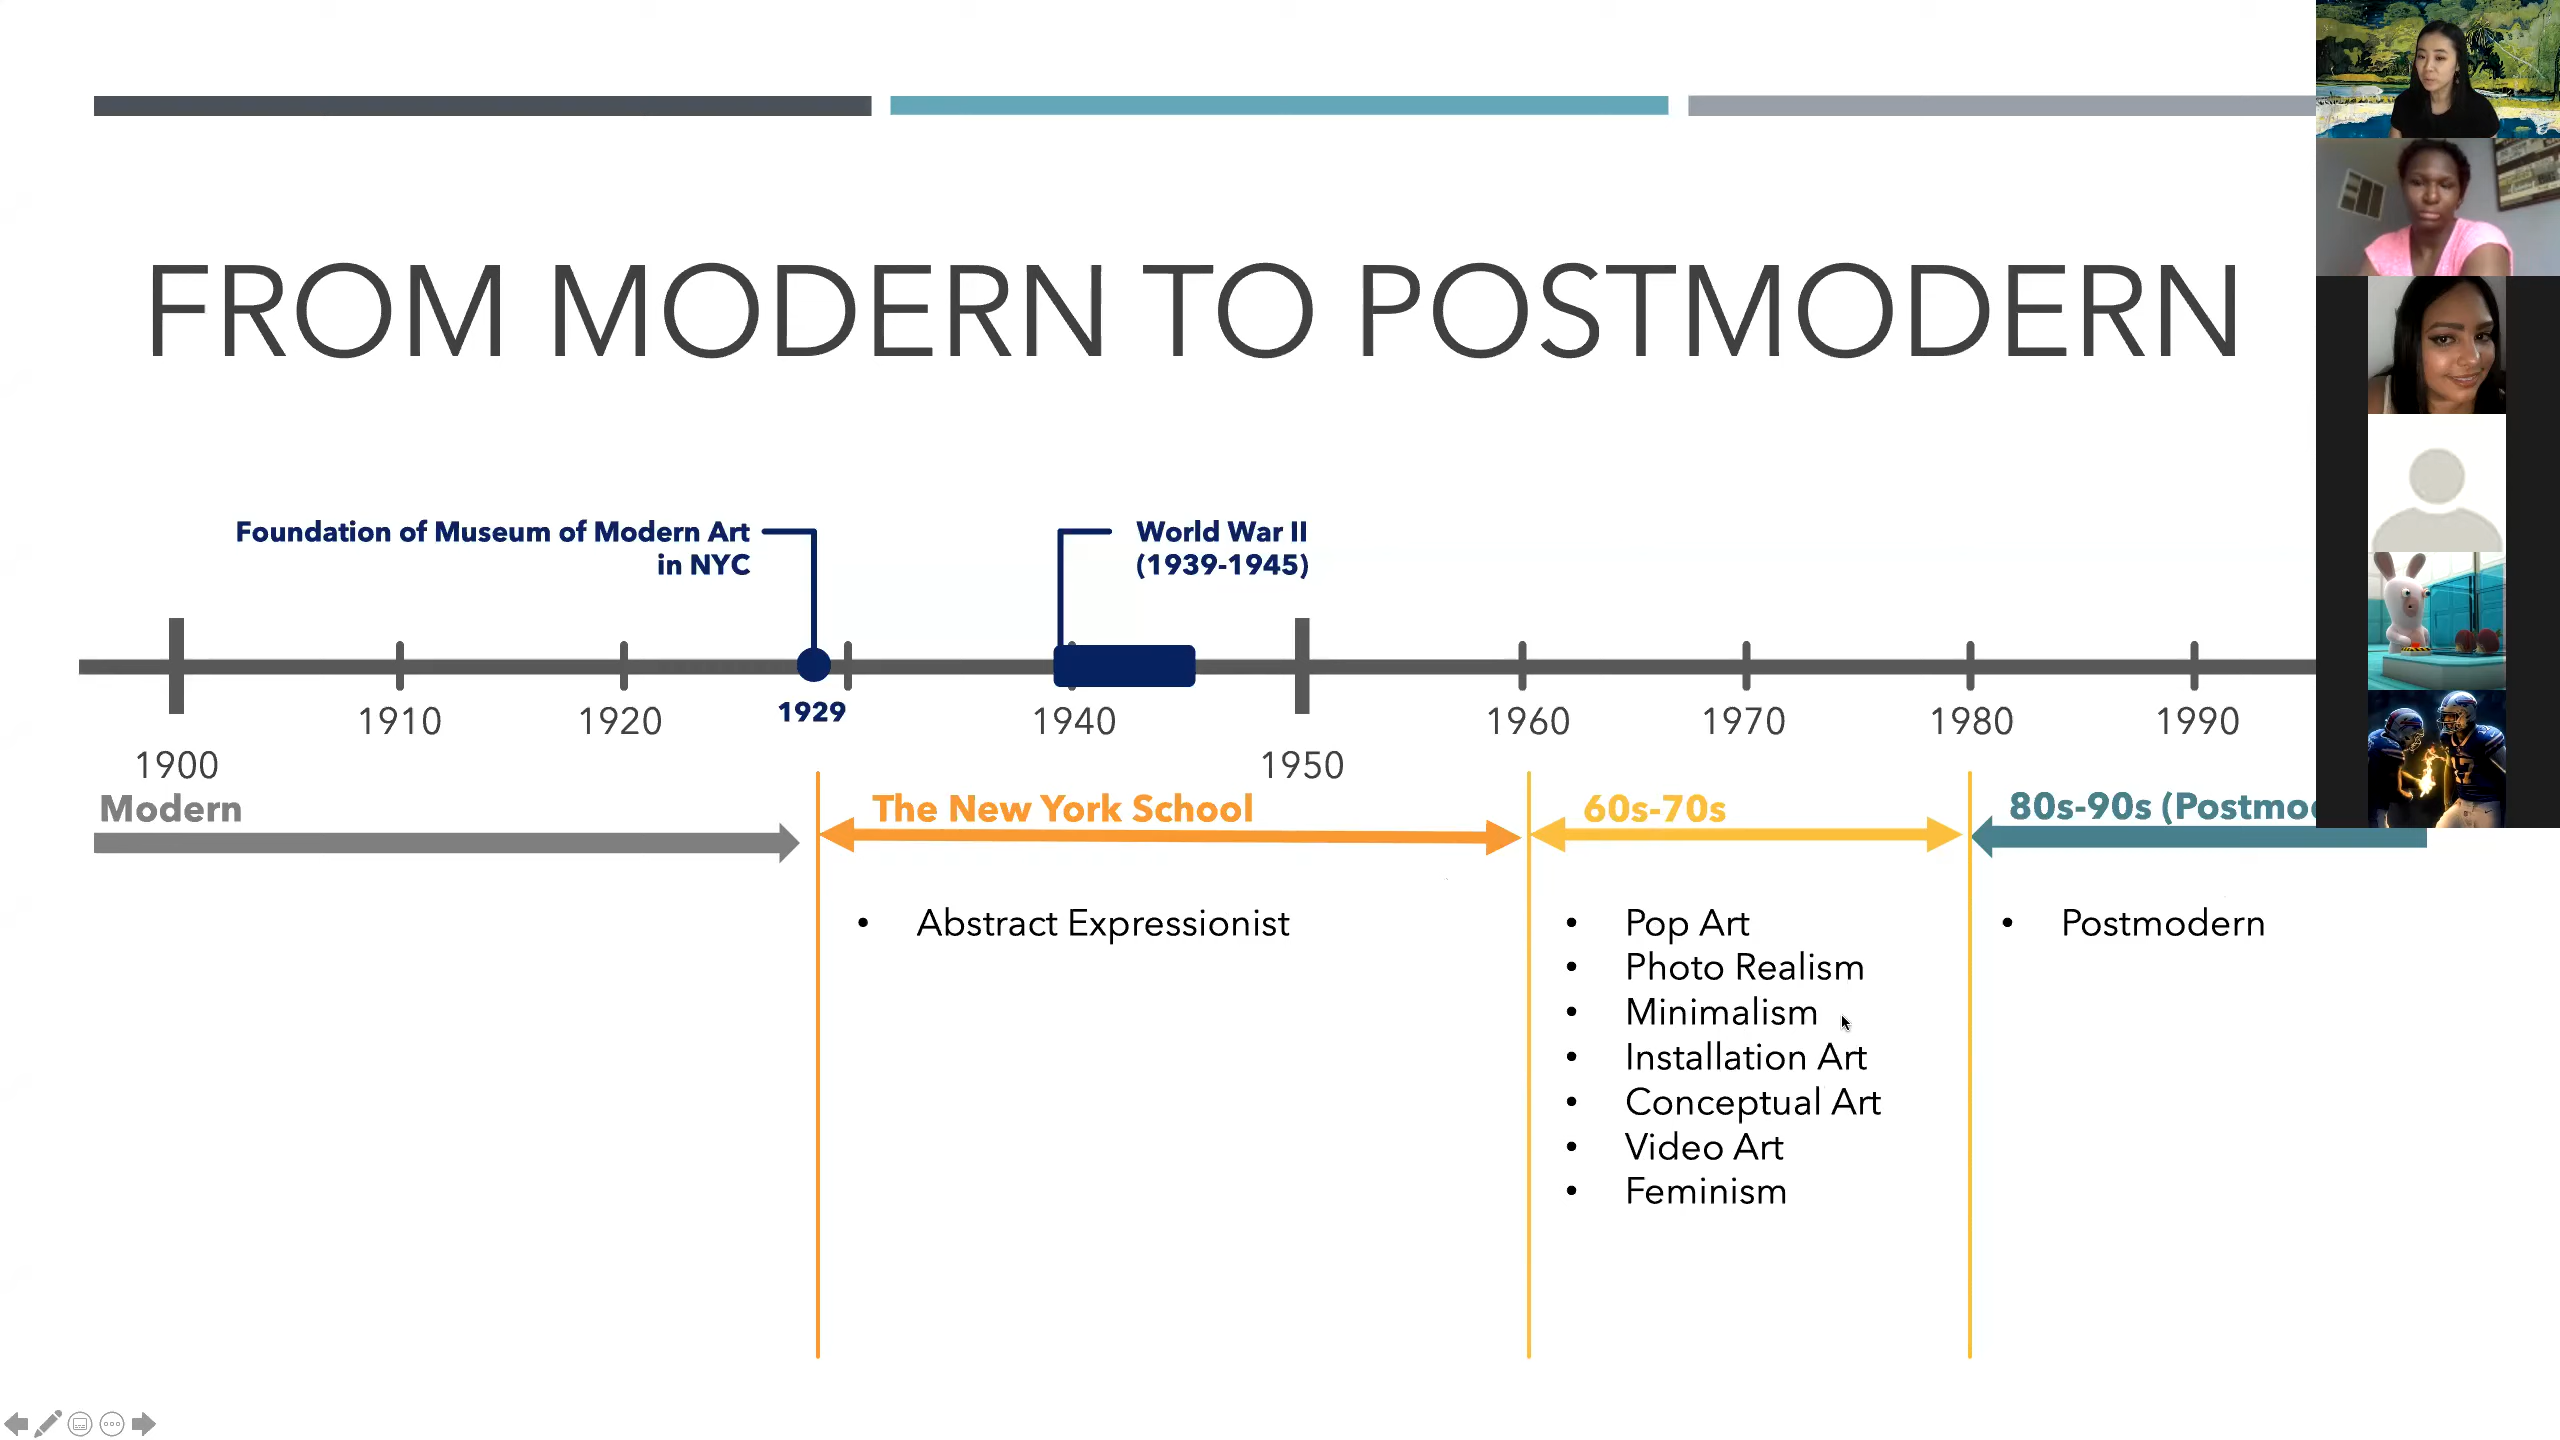 FROM MODERN TO POSTMODERN
Foundation of Museum of Modern Art
in NYC
World War II
(1939-1945)
1900
1910
1920
1929
1940
1950
1960
1970
1980
1990
Modern
The New York School
60s-70s
80s-90s
• Abstract Expressionist
• Pop Art
• Photo Realism
• Minimalism
• Installation Art
• Conceptual Art
• Video Art
• Feminism
• Postmodern